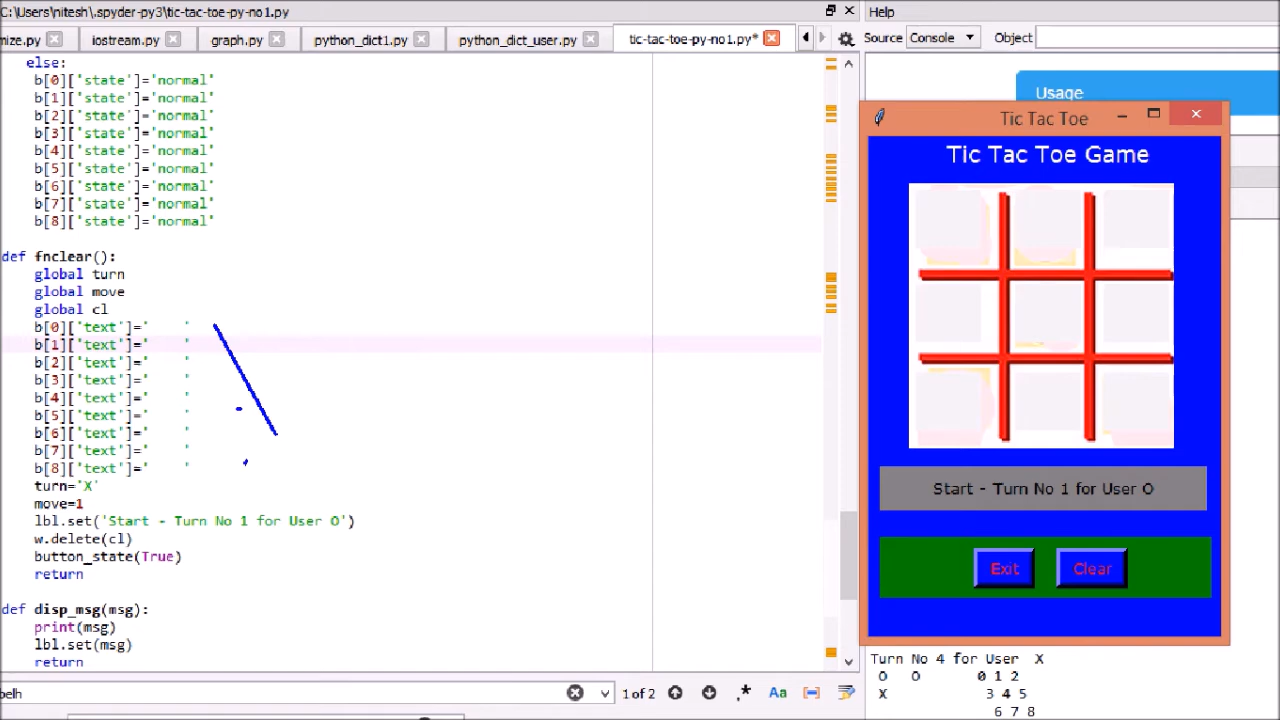 C:\Users\nitesh\.spyder-py3\tic-tac-toe-py-no1.py
mize.py iostream.py graph.py python_dict1.py python_dict_user.py tic-tac-toe-py-no1.py*
else:
b[0]['state']='normal'
b[1]['state']='normal'
b[2]['state']='normal'
b[3]['state']='normal'
b[4]['state']='normal'
b[5]['state']='normal'
b[6]['state']='normal'
b[7]['state']='normal'
b[8]['state']='normal'
def fnclear():
global turn
global move
global cl
b[0]['text']='    '
b[1]['text']='    '
b[2]['text']='    '
b[3]['text']='    '
b[4]['text']='    '
b[5]['text']='    '
b[6]['text']='    '
b[7]['text']='    '
b[8]['text']='    '
turn='X'
move=1
lbl.set('Start - Turn No 1 for User O')
w.delete(cl)
button_state(True)
return
def disp_msg(msg):
print(msg)
lbl.set(msg)
return
belh 1 of 2 .* Aa
Help
Source Console Object
Usage
Tic Tac Toe
Tic Tac Toe Game
Start - Turn No 1 for User O
Exit Clear
Turn No 4 for User X
O O 0 1 2
X 3 4 5
6 7 8